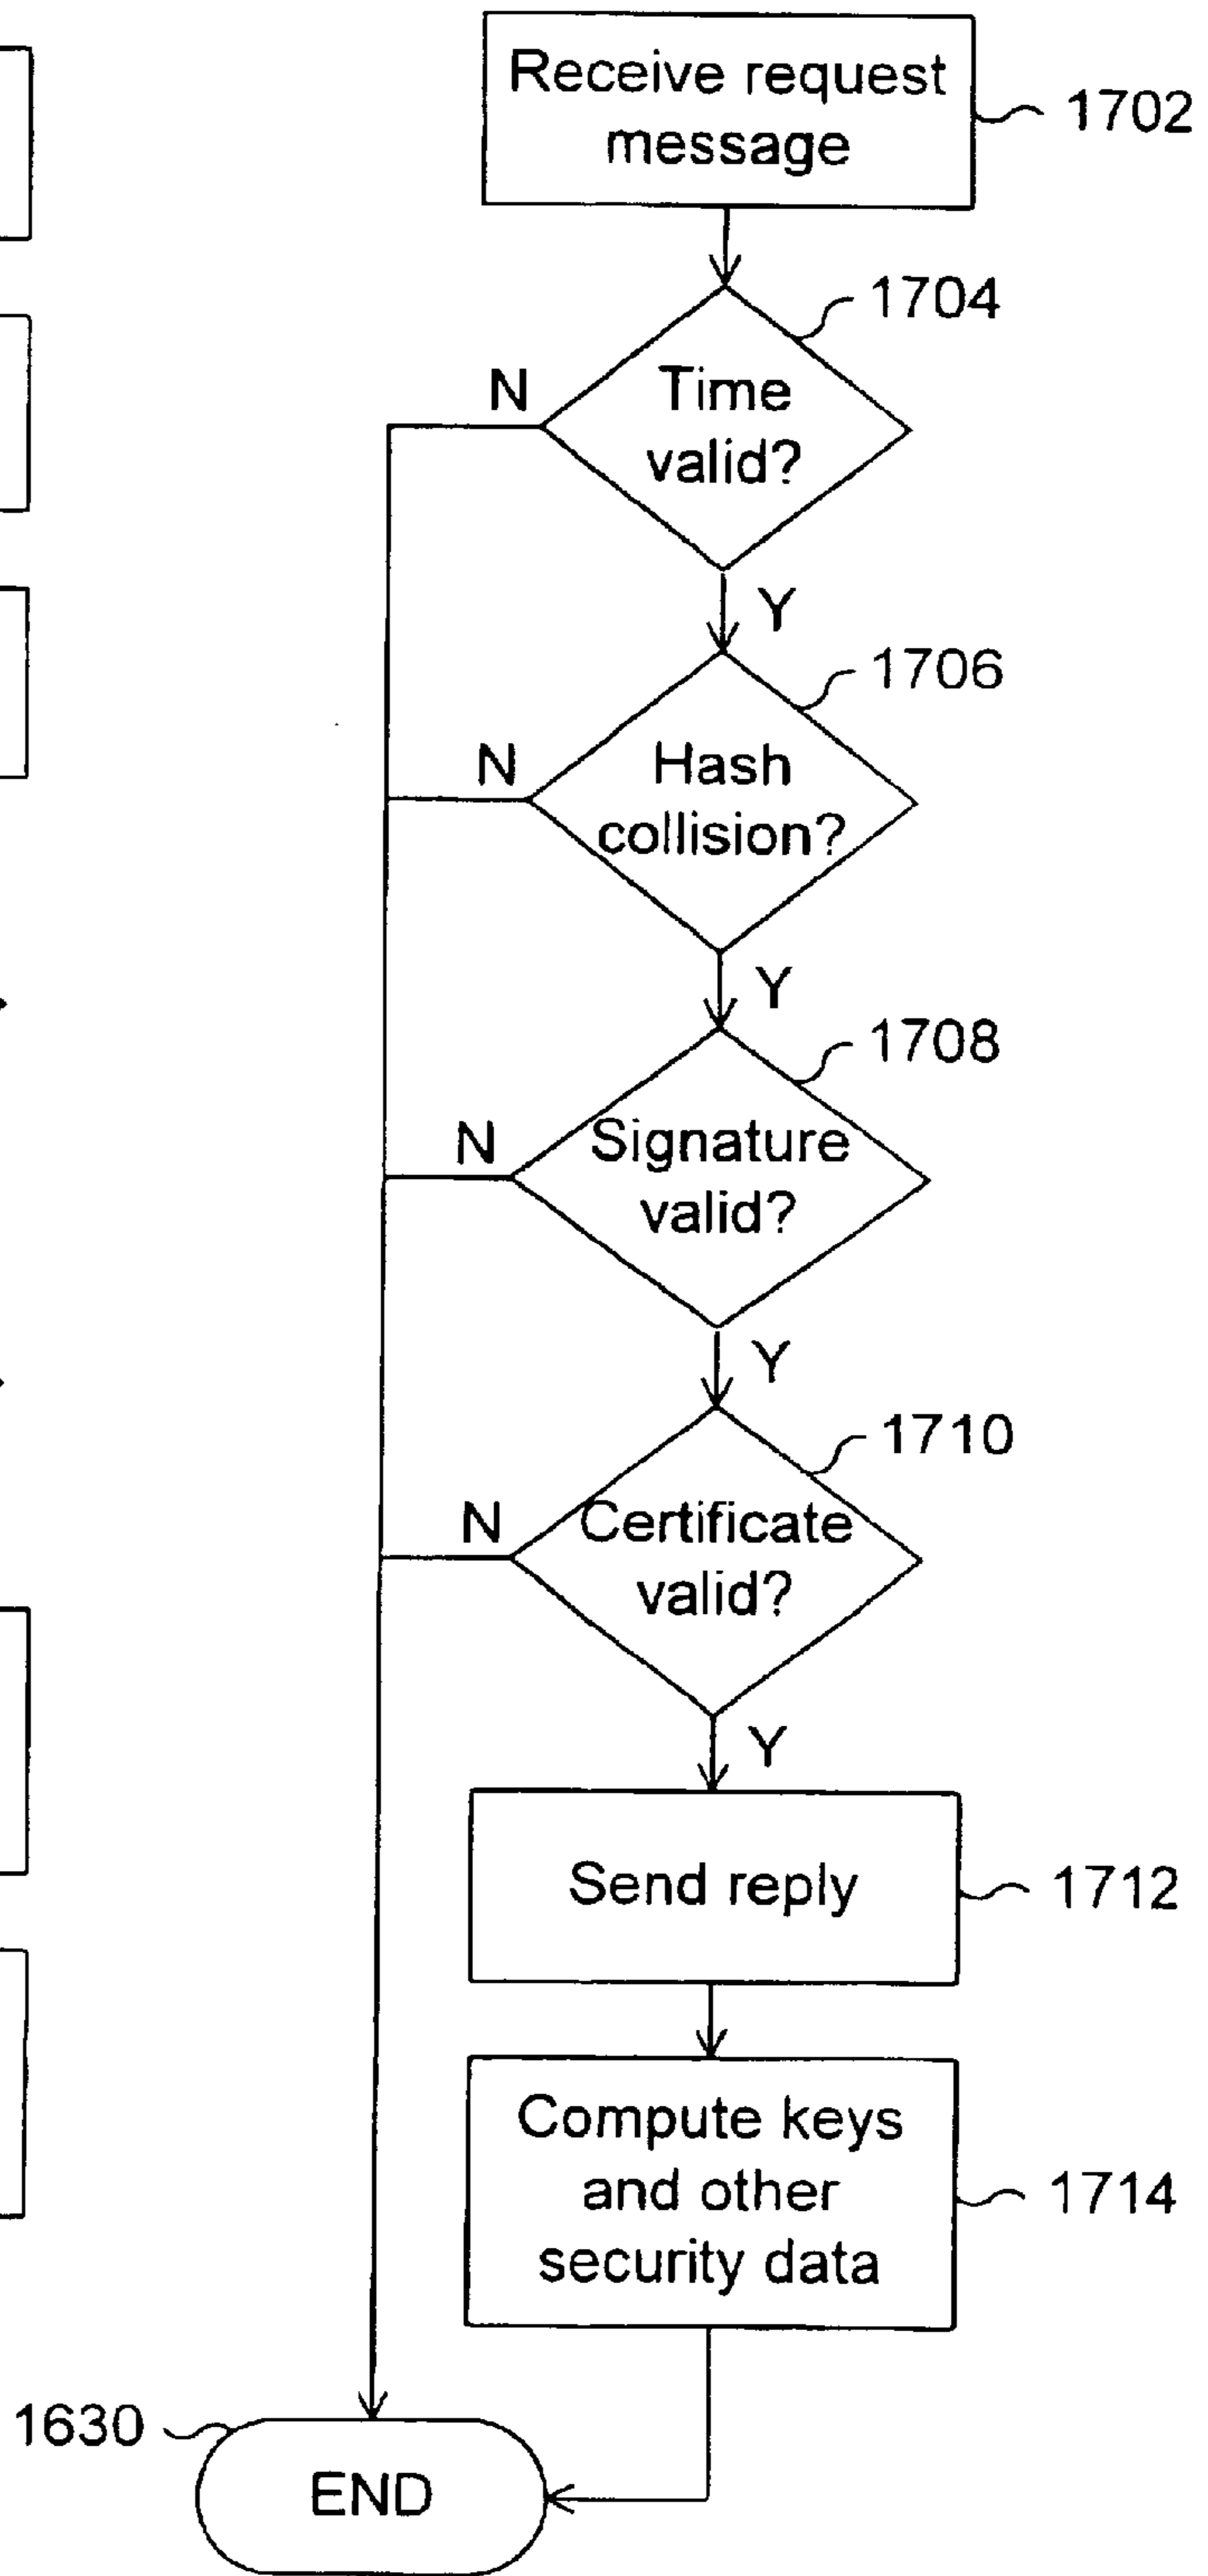 Receive request
message
1702
1704
Time
valid?
N
Y
1706
Hash
collision?
N
Y
1708
Signature
valid?
N
Y
1710
Certificate
valid?
N
Y
Send reply
1712
Compute keys
and other
security data
1714
1630
END